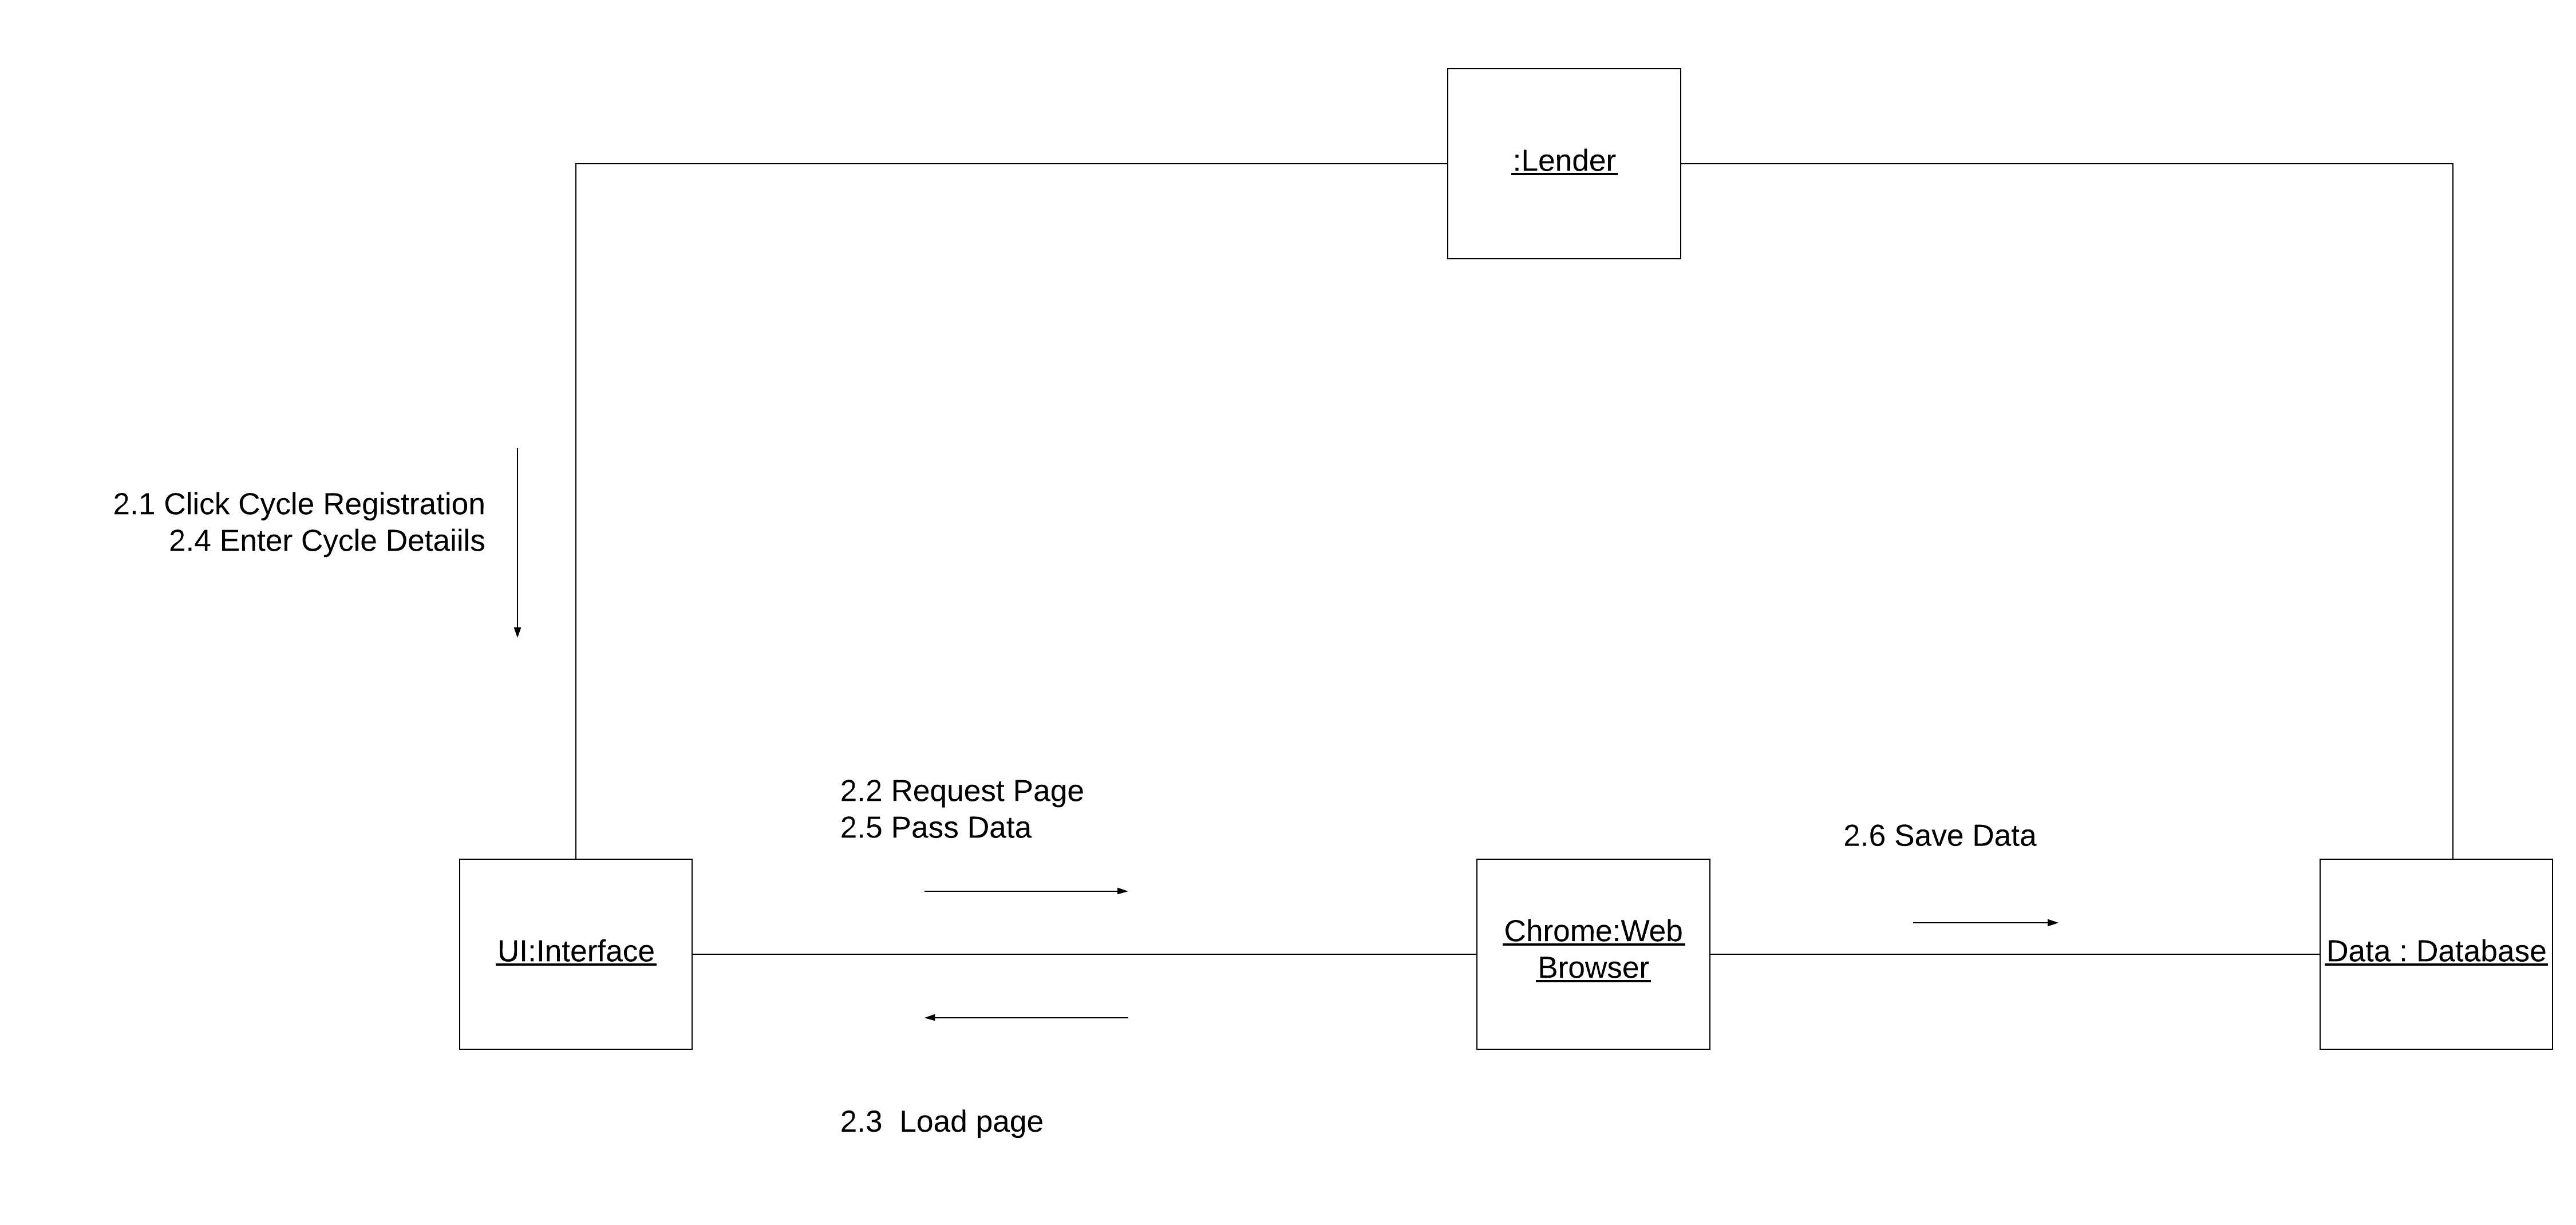 :Lender
2.1 Click Cycle Registration
2.4 Enter Cycle Detaiils
2.2 Request Page
2.5 Pass Data
2.6 Save Data
UI:Interface
Chrome:Web
Browser
Data : Database
2.3  Load page